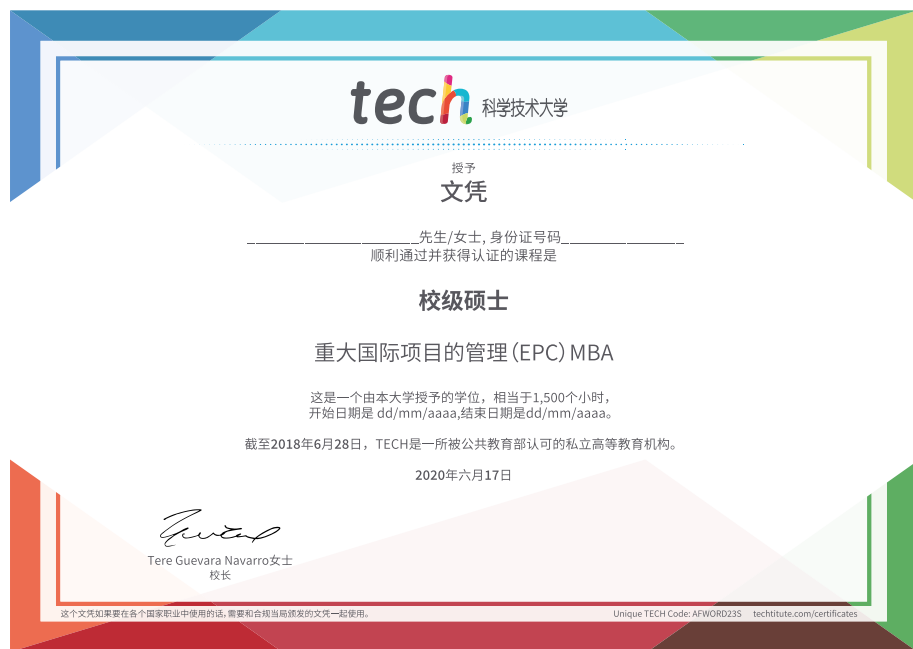 tech 科学技术大学
授予
文凭
________________________先生/女士, 身份证号码_________________
顺利通过并获得认证的课程是
校级硕士
重大国际项目的管理（EPC）MBA
这是一个由本大学授予的学位，相当于1,500个小时，
开始日期是 dd/mm/aaaa,结束日期是dd/mm/aaaa。
截至2018年6月28日，TECH是一所被公共教育部认可的私立高等教育机构。
2020年六月17日
Tere Guevara Navarro女士
校长
这个文凭如果要在各个国家职业中使用的话，需要和合规当局颁发的文凭一起使用。
Unique TECH Code: AFWORD23S techtitute.com/certificates